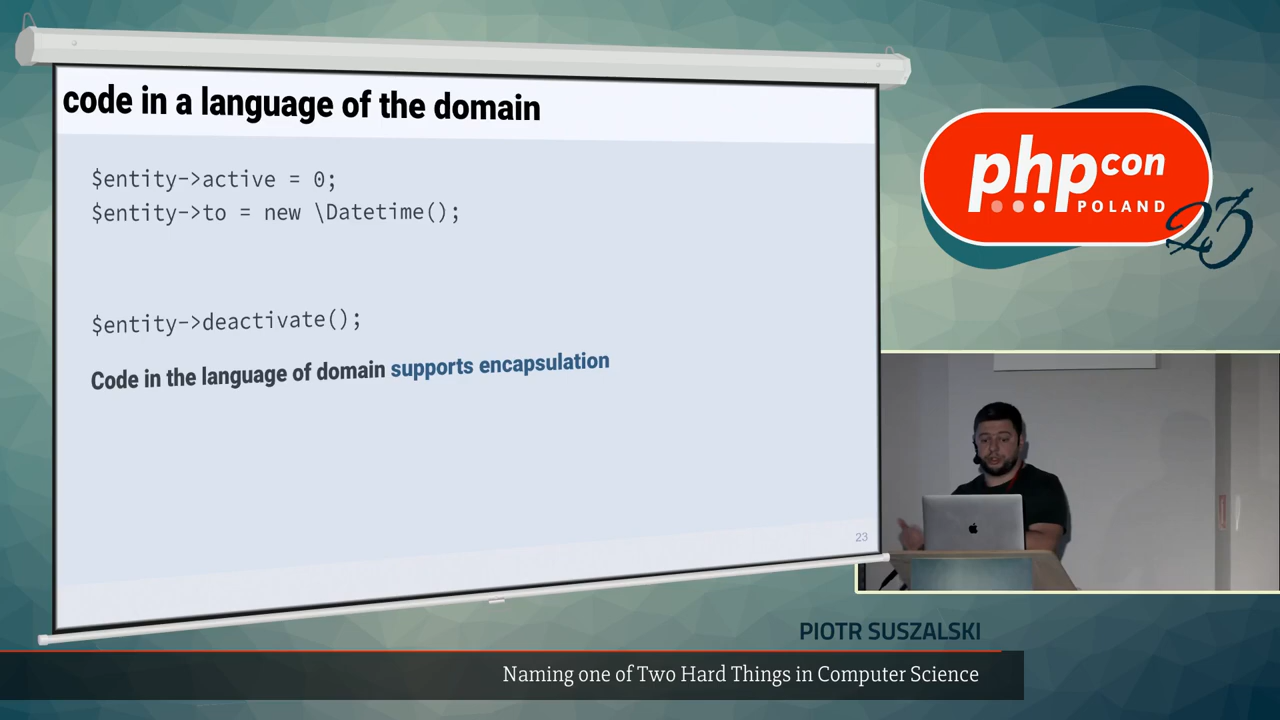 code in a language of the domain
$entity->active = 0;
$entity->to = new \Datetime();
$entity->deactivate();
Code in the language of domain supports encapsulation
23
php con
POLAND
23
PIOTR SUSZALSKI
Naming one of Two Hard Things in Computer Science